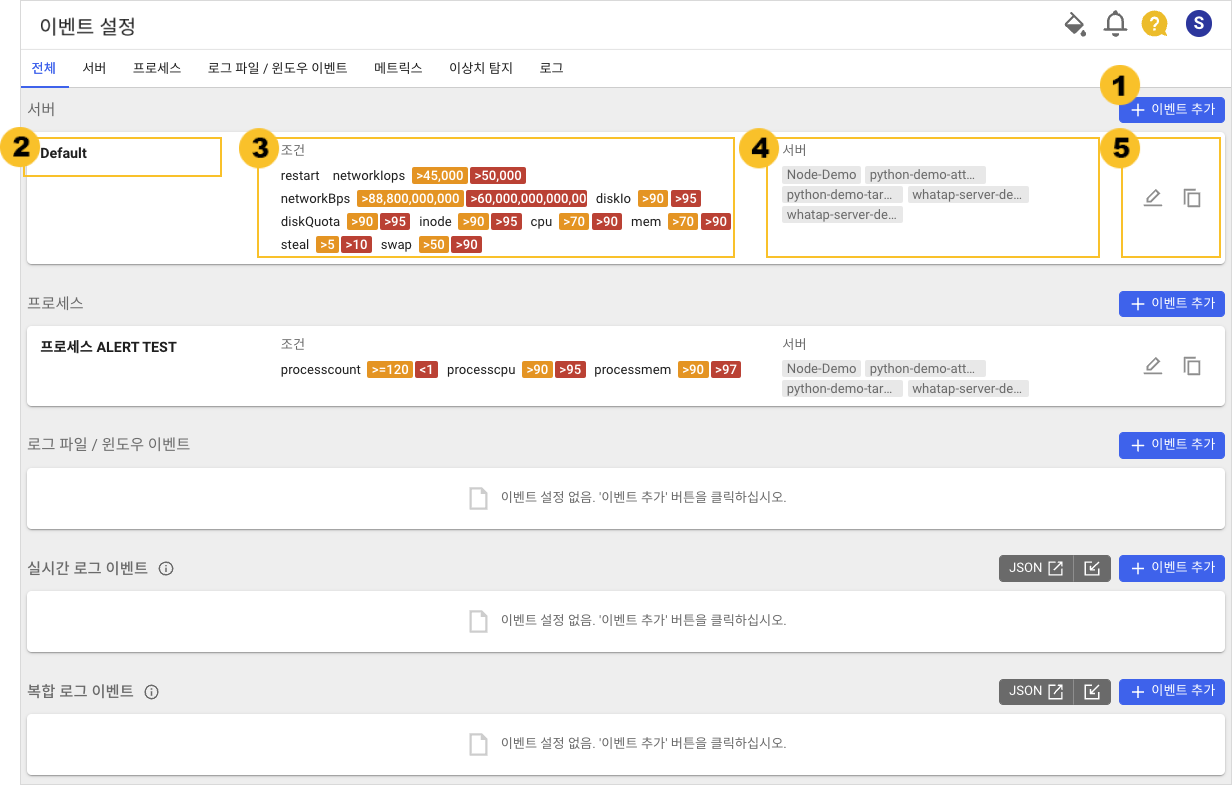 이벤트 설정
?
S
전체 서버 프로세스 로그 파일 / 윈도우 이벤트 메트릭스 이상치 탐지 로그
1
서버
+ 이벤트 추가
2
Default
3
조건
restart networkIops >45,000 >50,000
networkBps >88,800,000,000 >60,000,000,000,00 diskIo >90 >95
diskQuota >90 >95 inode >90 >95 cpu >70 >90 mem >70 >90
steal >5 >10 swap >50 >90
4
서버
Node-Demo python-demo-att...
python-demo-tar... whatap-server-de...
whatap-server-de...
5
프로세스
+ 이벤트 추가
프로세스 ALERT TEST
조건
processcount >=120 <1 processcpu >90 >95 processmem >90 >97
서버
Node-Demo python-demo-att...
python-demo-tar... whatap-server-de...
로그 파일 / 윈도우 이벤트
+ 이벤트 추가
이벤트 설정 없음. '이벤트 추가' 버튼을 클릭하십시오.
실시간 로그 이벤트
JSON
+ 이벤트 추가
이벤트 설정 없음. '이벤트 추가' 버튼을 클릭하십시오.
복합 로그 이벤트
JSON
+ 이벤트 추가
이벤트 설정 없음. '이벤트 추가' 버튼을 클릭하십시오.